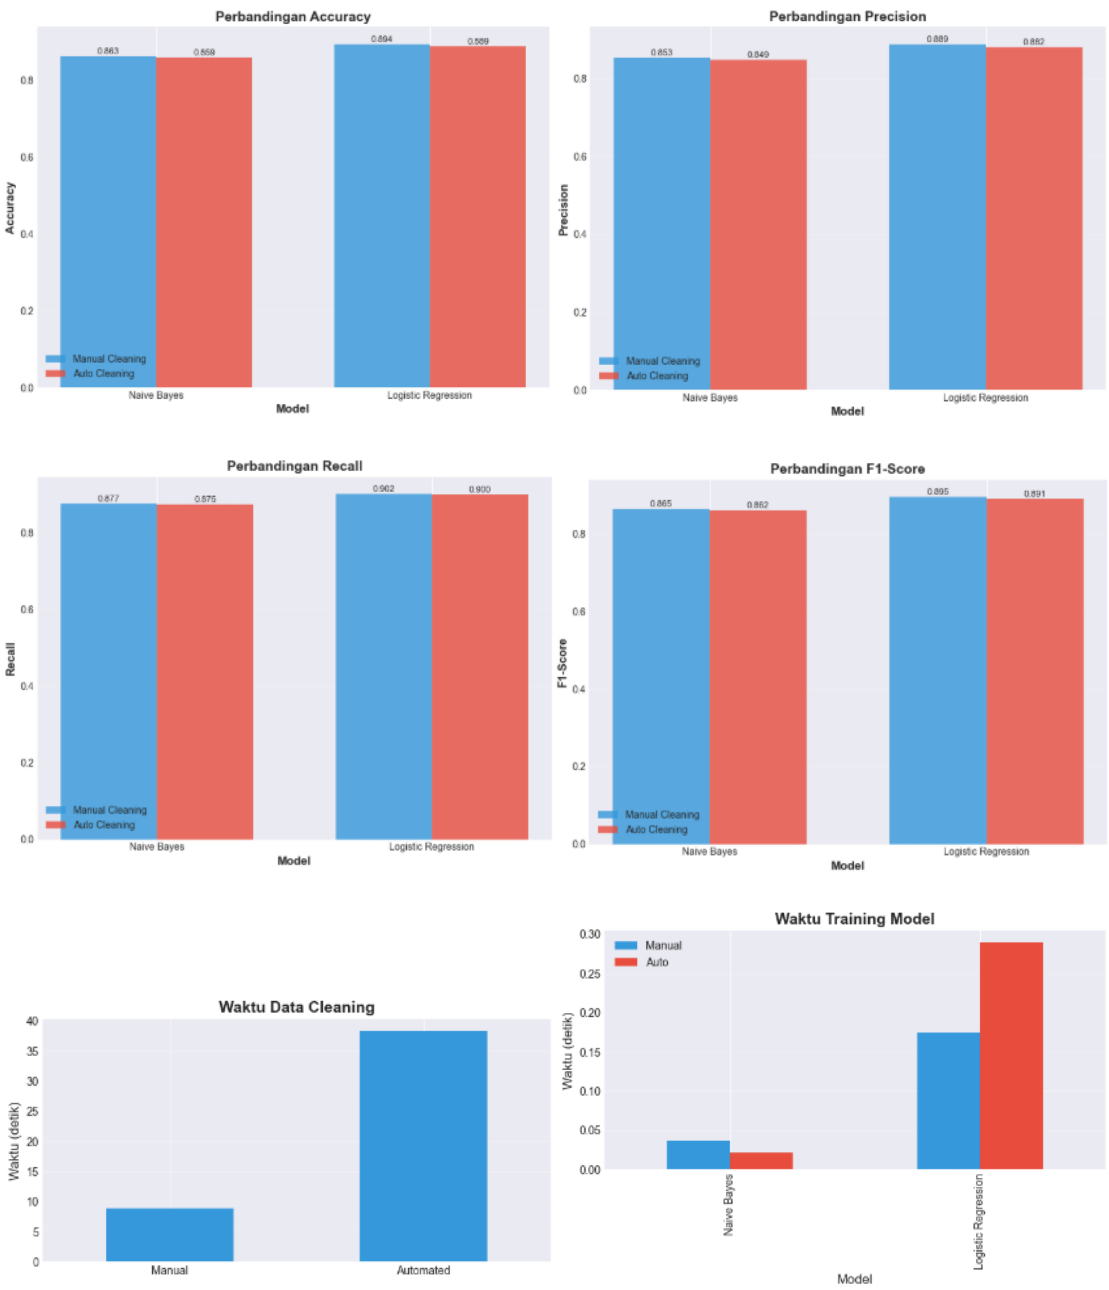 Perbandingan Accuracy
0.863
0.859
0.894
0.889
0.8
0.6
0.4
0.2
0.0
Accuracy
Manual Cleaning
Auto Cleaning
Naive Bayes
Logistic Regression
Model
Perbandingan Precision
0.853
0.849
0.889
0.882
0.8
0.6
0.4
0.2
0.0
Precision
Manual Cleaning
Auto Cleaning
Naive Bayes
Logistic Regression
Model
Perbandingan Recall
0.877
0.875
0.902
0.900
0.8
0.6
0.4
0.2
0.0
Recall
Manual Cleaning
Auto Cleaning
Naive Bayes
Logistic Regression
Model
Perbandingan F1-Score
0.865
0.862
0.895
0.891
0.8
0.6
0.4
0.2
0.0
F1-Score
Manual Cleaning
Auto Cleaning
Naive Bayes
Logistic Regression
Model
Waktu Data Cleaning
40
35
30
25
20
15
10
5
0
Waktu (detik)
Manual
Automated
Waktu Training Model
Manual
Auto
0.30
0.25
0.20
0.15
0.10
0.05
0.00
Waktu (detik)
Naive Bayes
Logistic Regression
Model